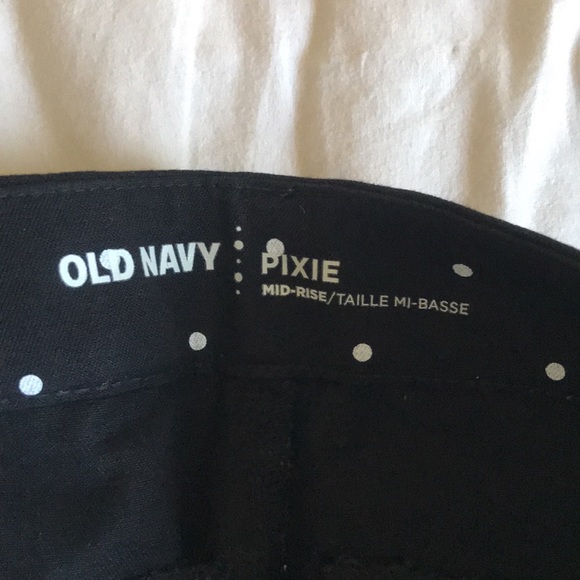 OLD NAVY
PIXIE
MID-RISE/TAILLE MI-BASSE